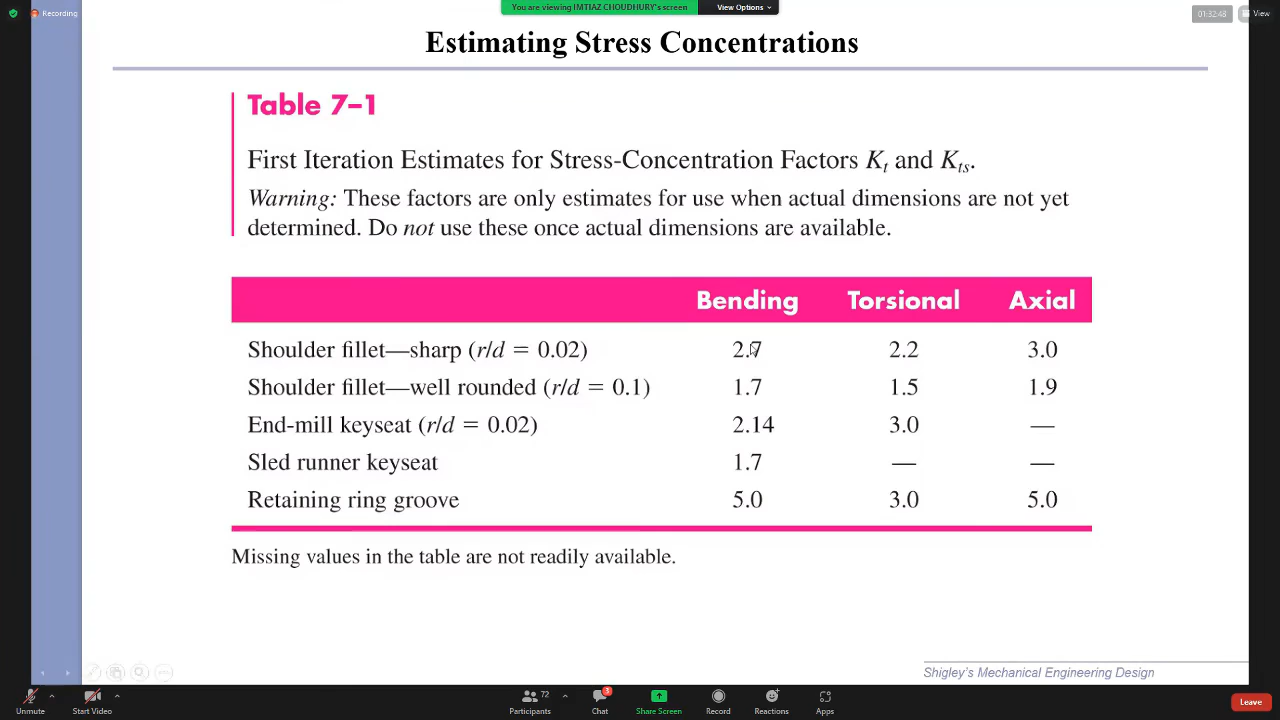 You are viewing IMTIAZ CHOUDHURY's screen
View Options
Recording
01:32:48
View
Estimating Stress Concentrations
Table 7–1
First Iteration Estimates for Stress-Concentration Factors Kt and Kts.
Warning: These factors are only estimates for use when actual dimensions are not yet
determined. Do not use these once actual dimensions are available.
Bending Torsional Axial
Shoulder fillet—sharp (r/d = 0.02) 2.7 2.2 3.0
Shoulder fillet—well rounded (r/d = 0.1) 1.7 1.5 1.9
End-mill keyseat (r/d = 0.02) 2.14 3.0 —
Sled runner keyseat 1.7 — —
Retaining ring groove 5.0 3.0 5.0
Missing values in the table are not readily available.
Shigley's Mechanical Engineering Design
Unmute
Start Video
72
Participants
3
Chat
Share Screen
Record
Reactions
Apps
Leave